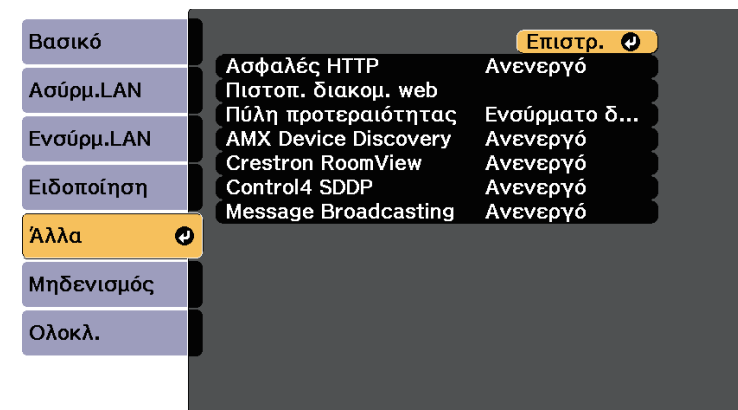 Βασικό
Ασύρμ.LAN
Ενσύρμ.LAN
Ειδοποίηση
Άλλα
Μηδενισμός
Ολοκλ.
Επιστρ.
Ασφαλές HTTP Ανενεργό
Πιστοπ. διακομ. web
Πύλη προτεραιότητας Ενσύρματο δ...
AMX Device Discovery Ανενεργό
Crestron RoomView Ανενεργό
Control4 SDDP Ανενεργό
Message Broadcasting Ανενεργό